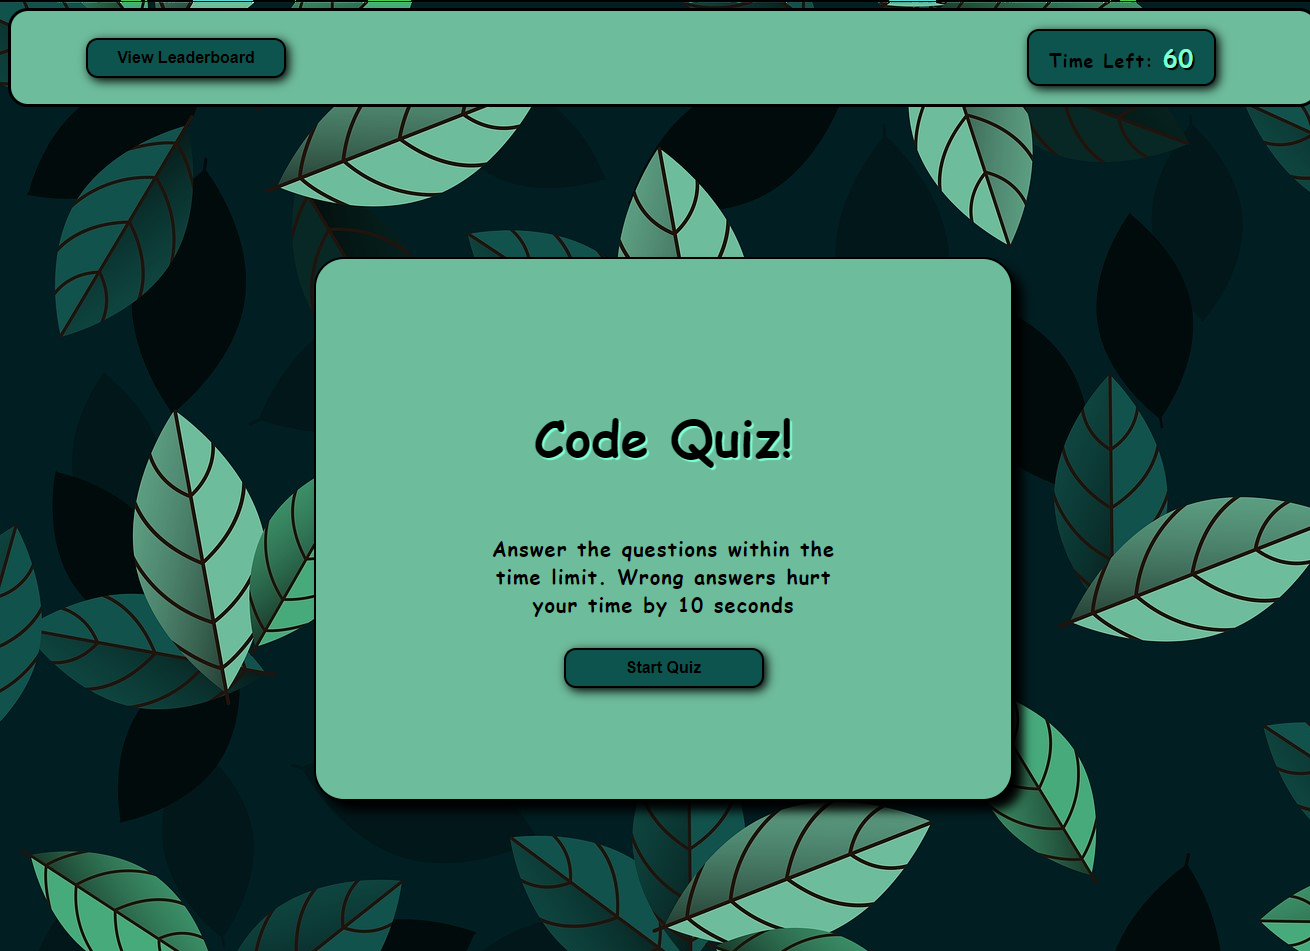 View Leaderboard
Time Left: 60
Code Quiz!
Answer the questions within the
time limit. Wrong answers hurt
your time by 10 seconds
Start Quiz